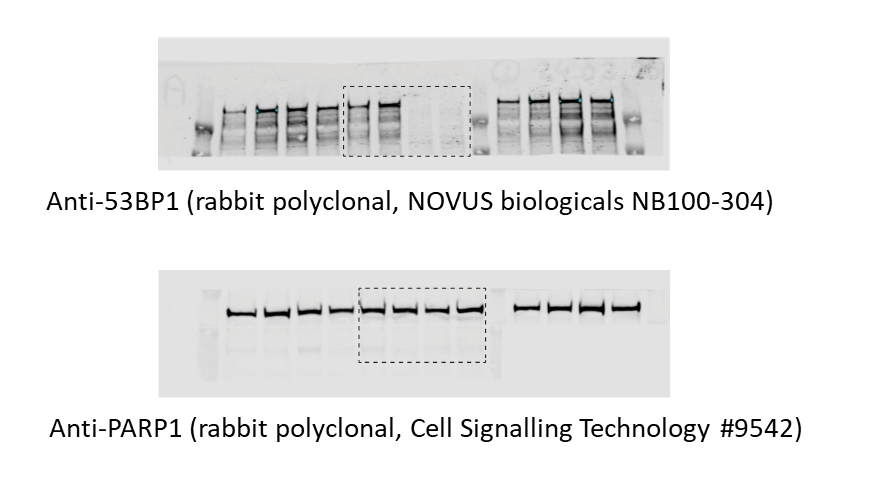 Anti-53BP1 (rabbit polyclonal, NOVUS biologicals NB100-304)
Anti-PARP1 (rabbit polyclonal, Cell Signalling Technology #9542)